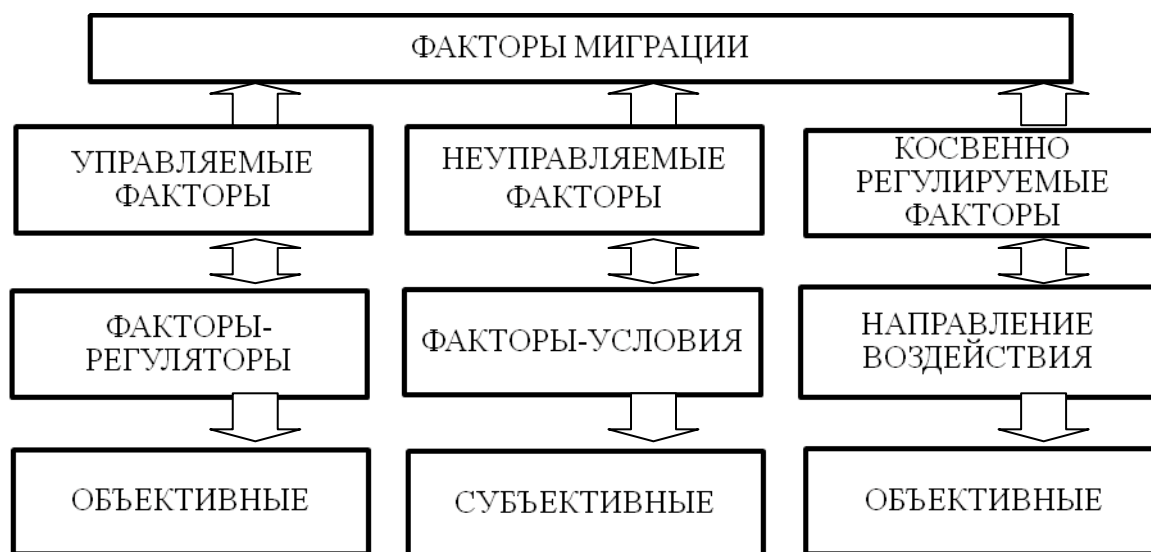 ФАКТОРЫ МИГРАЦИИ
УПРАВЛЯЕМЫЕ
ФАКТОРЫ
НЕУПРАВЛЯЕМЫЕ
ФАКТОРЫ
КОСВЕННО
РЕГУЛИРУЕМЫЕ
ФАКТОРЫ
ФАКТОРЫ-
РЕГУЛЯТОРЫ
ФАКТОРЫ-УСЛОВИЯ
НАПРАВЛЕНИЕ
ВОЗДЕЙСТВИЯ
ОБЪЕКТИВНЫЕ
СУБЪЕКТИВНЫЕ
ОБЪЕКТИВНЫЕ